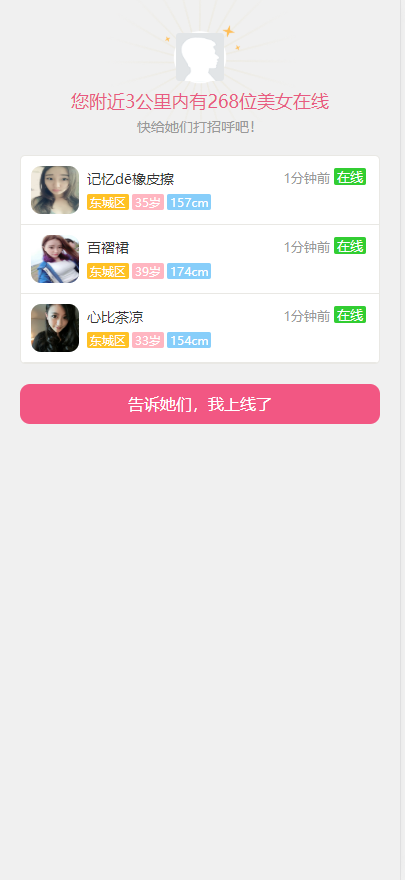 您附近3公里内有268位美女在线
快给她们打招呼吧!
记忆dē橡皮擦 1分钟前 在线
东城区 35岁 157cm
百褶裙 1分钟前 在线
东城区 39岁 174cm
心比茶凉 1分钟前 在线
东城区 33岁 154cm
告诉她们，我上线了